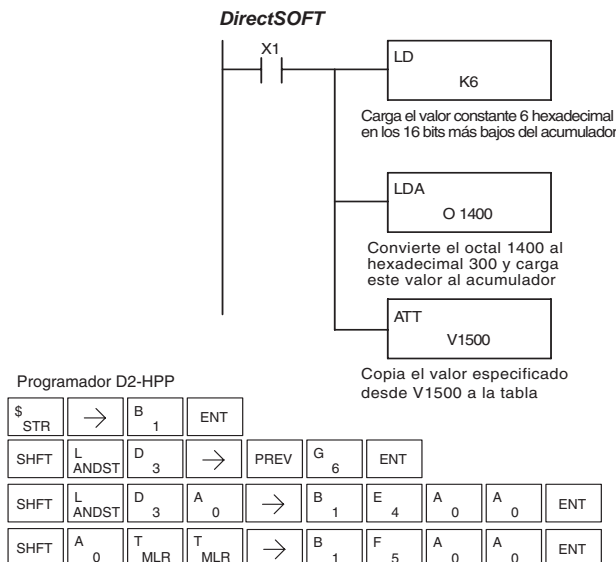 DirectSOFT
X1
LD
K6
Carga el valor constante 6 hexadecimal
en los 16 bits más bajos del acumulador
LDA
O 1400
Convierte el octal 1400 al
hexadecimal 300 y carga
este valor al acumulador
ATT
V1500
Copia el valor especificado
desde V1500 a la tabla
Programador D2-HPP
$ STR → B 1 ENT
SHFT L ANDST D 3 → PREV G 6 ENT
SHFT L ANDST D 3 A 0 → B 1 E 4 A 0 A 0 ENT
SHFT A 0 T MLR T MLR → B 1 F 5 A 0 A 0 ENT